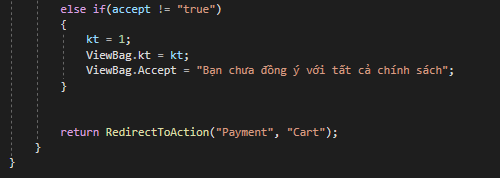 else if(accept != "true")
{
kt = 1;
ViewBag.kt = kt;
ViewBag.Accept = "Bạn chưa đồng ý với tất cả chính sách";
}
return RedirectToAction("Payment", "Cart");
}
}